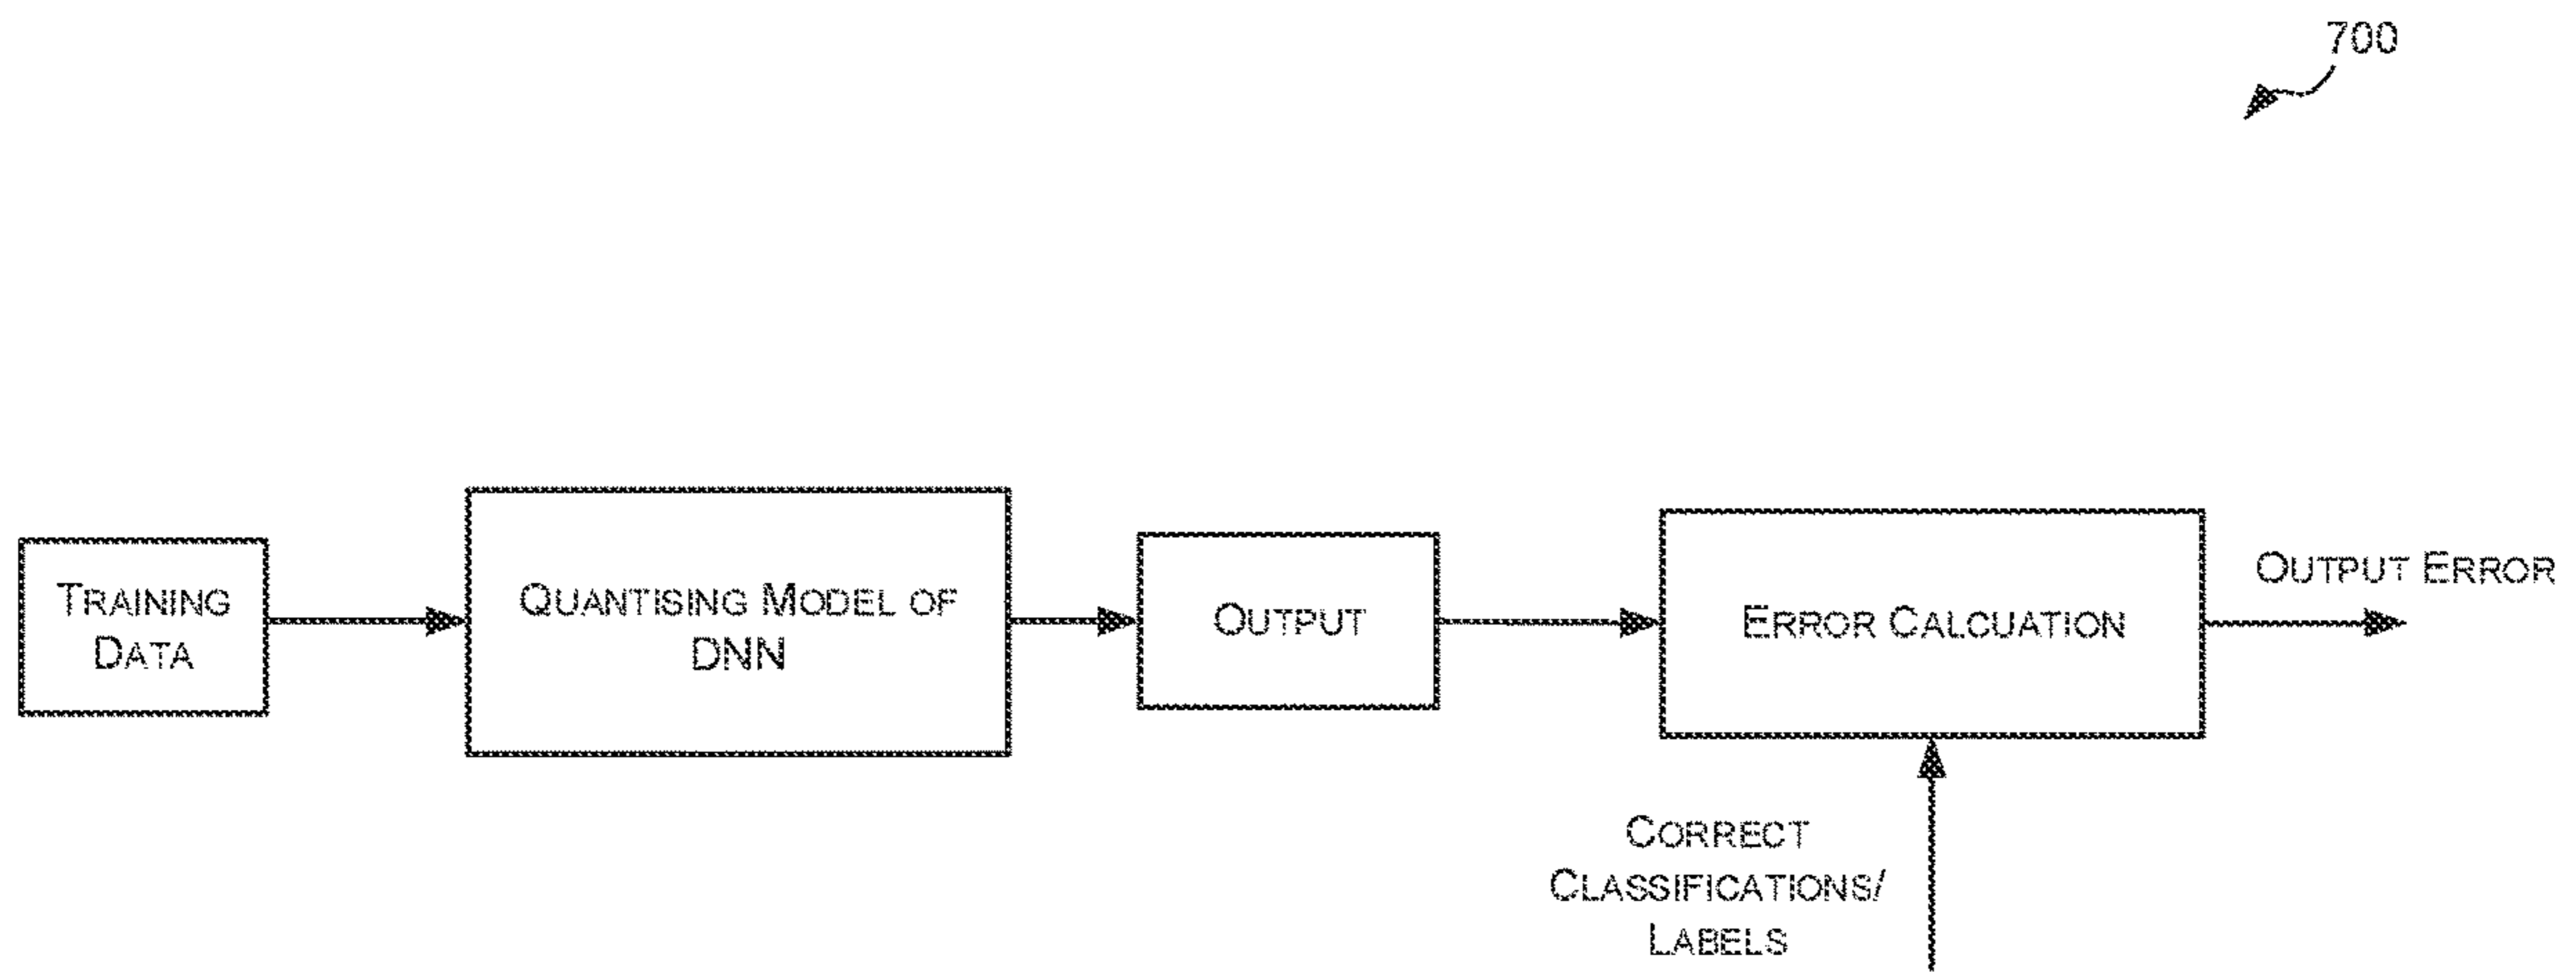 700
TRAINING
DATA
QUANTISING MODEL OF
DNN
OUTPUT
ERROR CALCUATION
OUTPUT ERROR
CORRECT
CLASSIFICATIONS/
LABELS